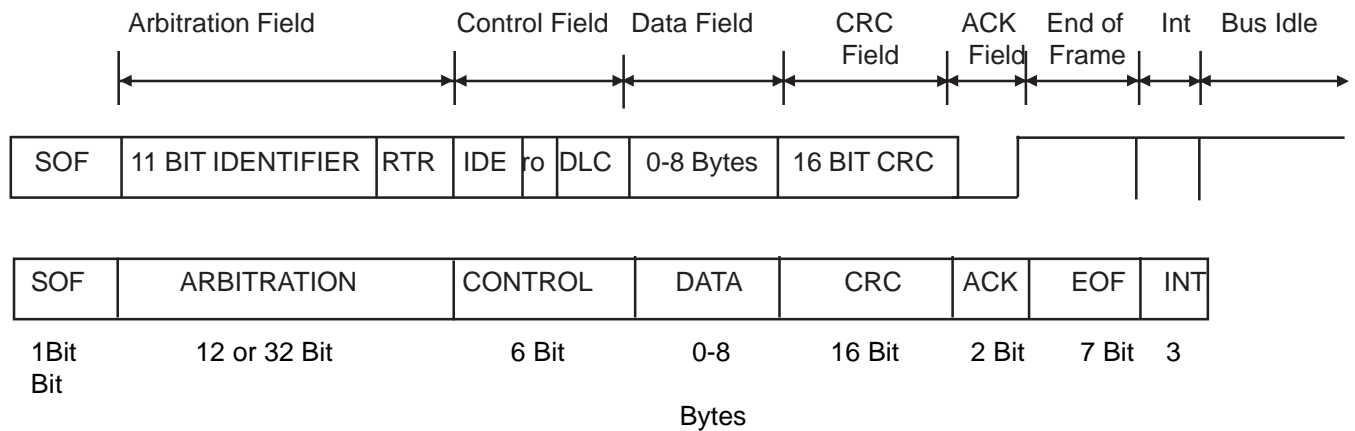 Arbitration Field Control Field Data Field CRC ACK End of Int Bus Idle
Field Field Frame
SOF 11 BIT IDENTIFIER RTR IDE ro DLC 0-8 Bytes 16 BIT CRC
SOF ARBITRATION CONTROL DATA CRC ACK EOF INT
1Bit 12 or 32 Bit 6 Bit 0-8 16 Bit 2 Bit 7 Bit 3
Bit
Bytes